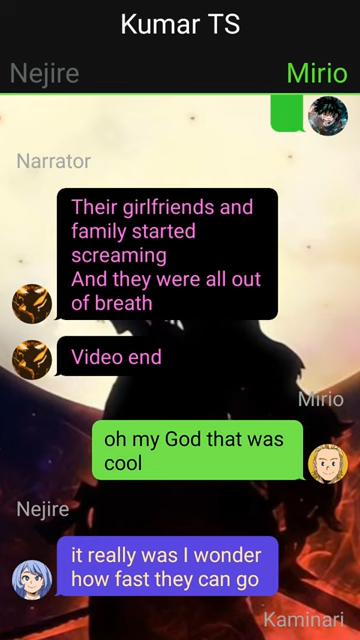 Kumar TS
Nejire
Mirio
Narrator
Their girlfriends and
family started
screaming
And they were all out
of breath
Video end
Mirio
oh my God that was
cool
Nejire
it really was I wonder
how fast they can go
Kaminari